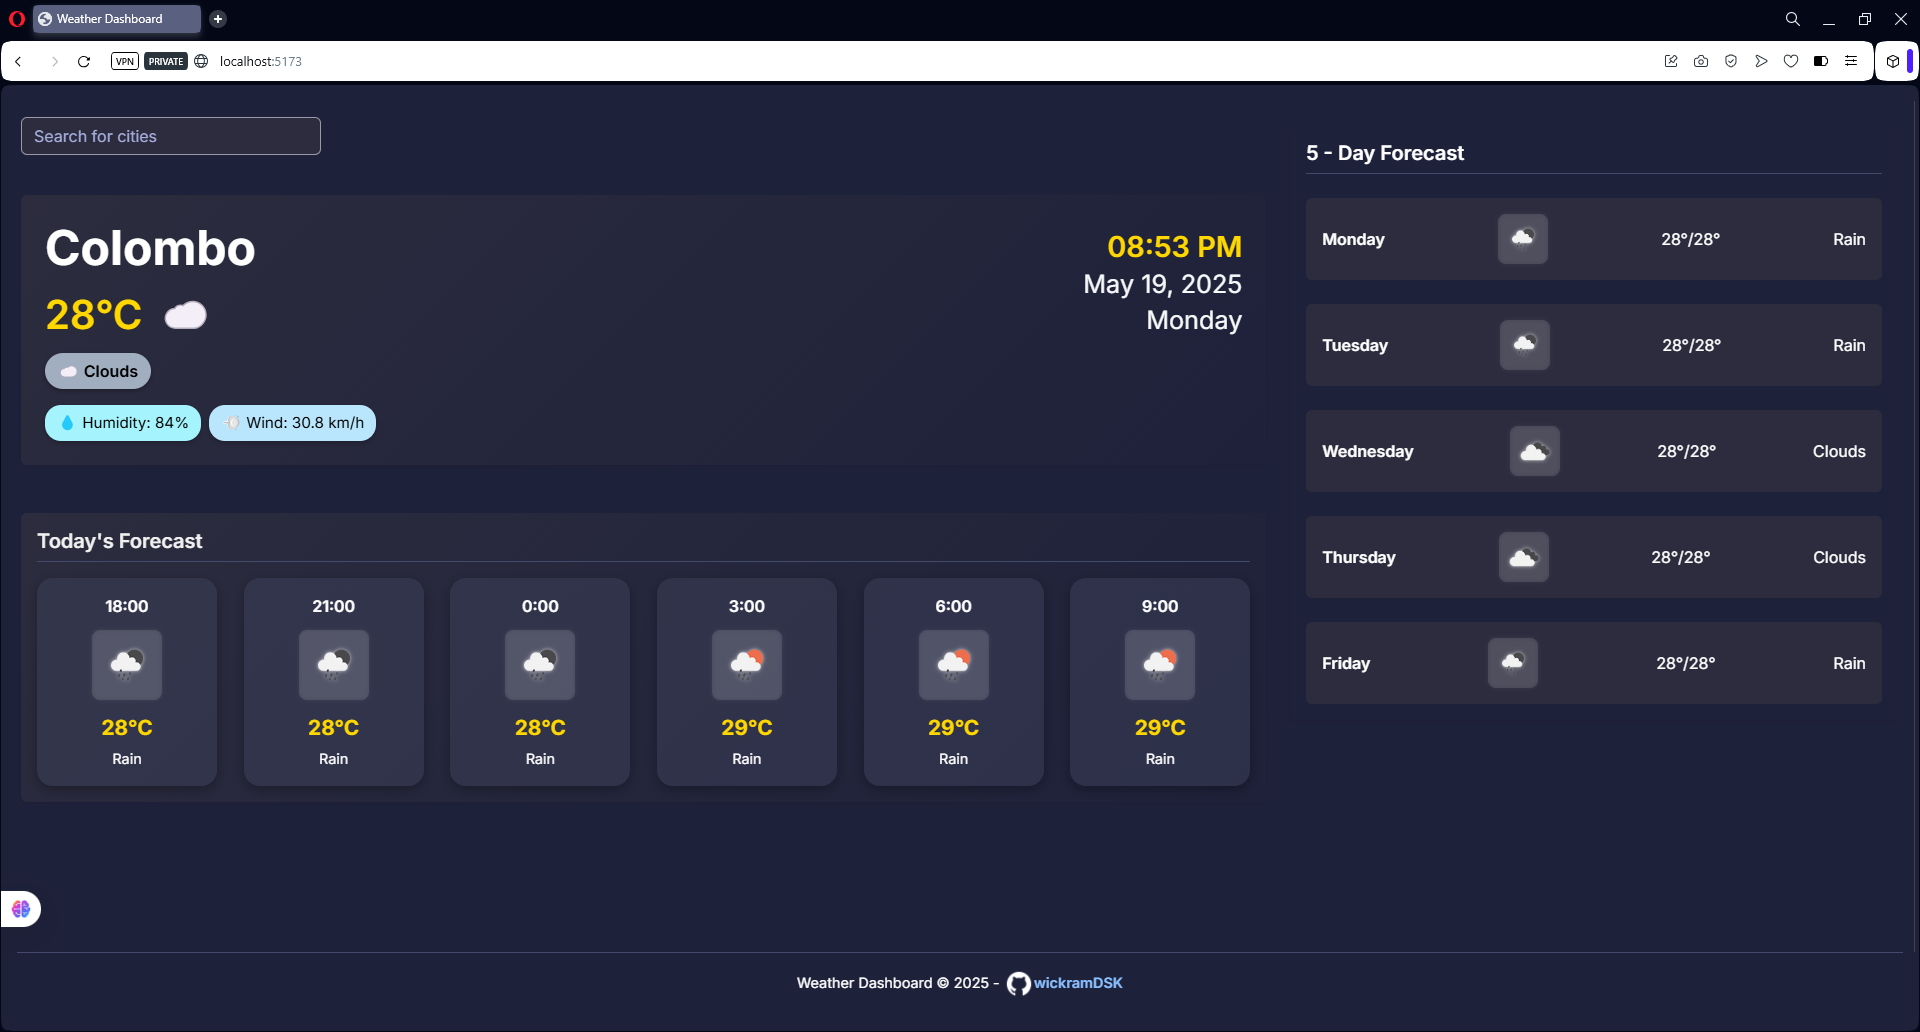 Weather Dashboard
VPN PRIVATE localhost:5173
Search for cities
Colombo
28°C
Clouds
Humidity: 84% Wind: 30.8 km/h
08:53 PM
May 19, 2025
Monday
Today's Forecast
18:00 21:00 0:00 3:00 6:00 9:00
28°C 28°C 28°C 29°C 29°C 29°C
Rain Rain Rain Rain Rain Rain
5 - Day Forecast
Monday 28°/28° Rain
Tuesday 28°/28° Rain
Wednesday 28°/28° Clouds
Thursday 28°/28° Clouds
Friday 28°/28° Rain
Weather Dashboard © 2025 - wickramDSK